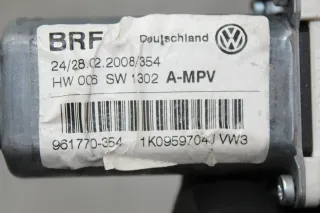 BRF Deutschland
24/28.02.2008/354
HW 006 SW 1302 A-MPV
961770-354 1K0959704J VW3